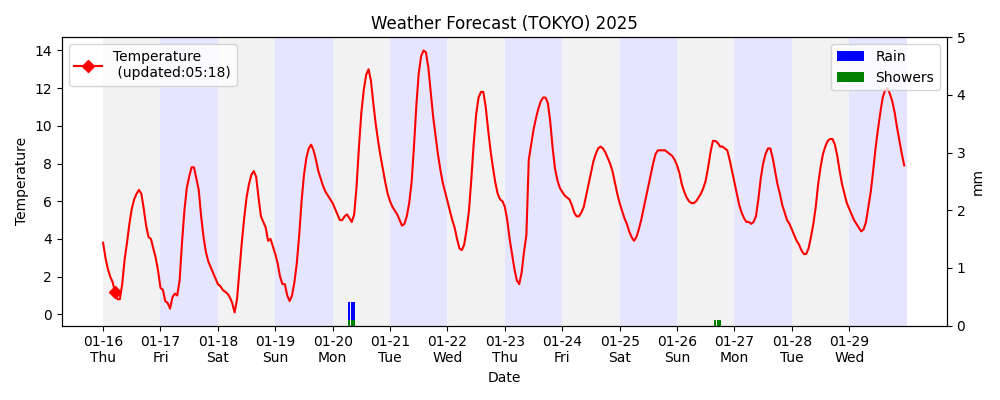 Weather Forecast (TOKYO) 2025
Temperature
(updated:05:18)
Rain
Showers
14
12
10
8
6
4
2
0
Temperature
5
4
3
2
1
0
mm
01-16 01-17 01-18 01-19 01-20 01-21 01-22 01-23 01-24 01-25 01-26 01-27 01-28 01-29
Thu Fri Sat Sun Mon Tue Wed Thu Fri Sat Sun Mon Tue Wed
Date